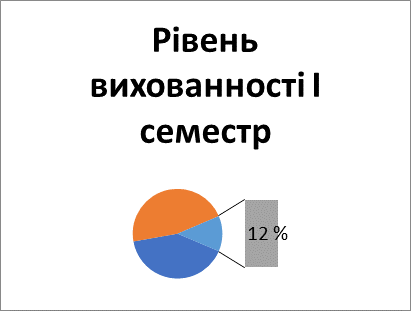 Рівень
вихованності І
семестр
12 %